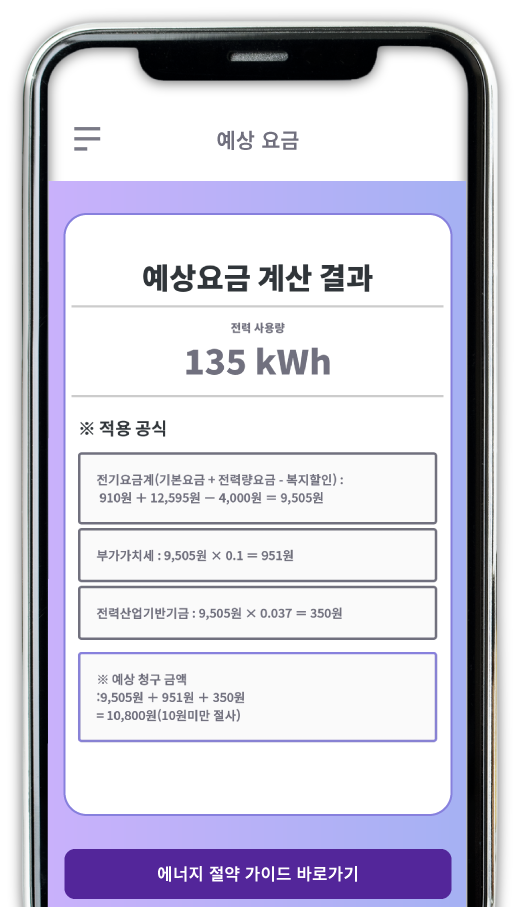 예상 요금
예상요금 계산 결과
전력 사용량
135 kWh
※ 적용 공식
전기요금계(기본요금 + 전력량요금 - 복지할인) :
910원 + 12,595원 − 4,000원 = 9,505원
부가가치세 : 9,505원 × 0.1 = 951원
전력산업기반기금 : 9,505원 × 0.037 = 350원
※ 예상 청구 금액
:9,505원 + 951원 + 350원
= 10,800원(10원미만 절사)
에너지 절약 가이드 바로가기